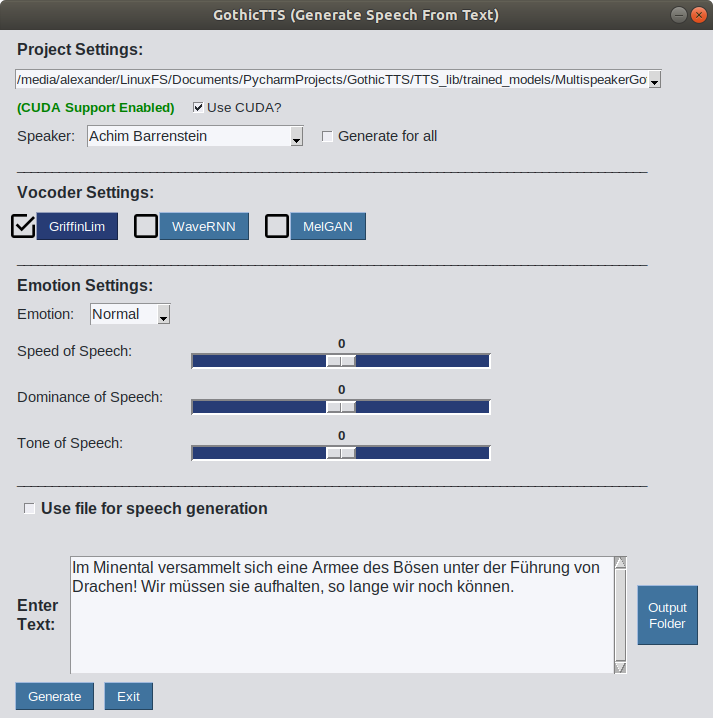 GothicTTS (Generate Speech From Text)
Project Settings:
/media/alexander/LinuxFS/Documents/PycharmProjects/GothicTTS/TTS_lib/trained_models/MultispeakerGo
(CUDA Support Enabled) Use CUDA?
Speaker: Achim Barrenstein Generate for all
Vocoder Settings:
GriffinLim WaveRNN MelGAN
Emotion Settings:
Emotion: Normal
0
Speed of Speech:
0
Dominance of Speech:
0
Tone of Speech:
Use file for speech generation
Im Minental versammelt sich eine Armee des Bösen unter der Führung von
Drachen! Wir müssen sie aufhalten, so lange wir noch können.
Enter
Text:
Output
Folder
Generate Exit